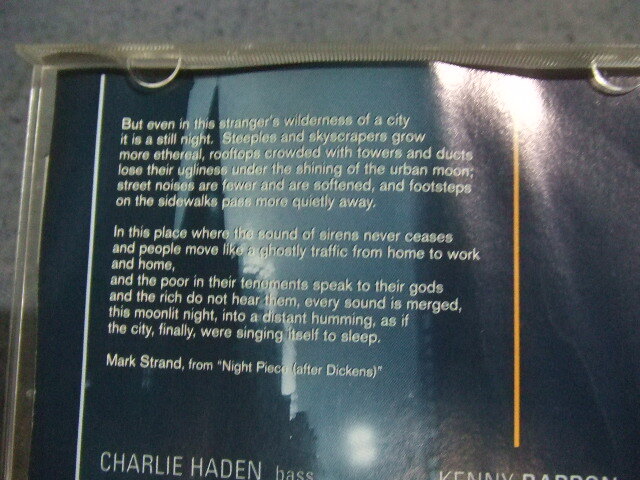 But even in this stranger's wilderness of a city
it is a still night. Steeples and skyscrapers grow
more ethereal, rooftops crowded with towers and ducts
lose their ugliness under the shining of the urban moon;
street noises are fewer and are softened, and footsteps
on the sidewalks pass more quietly away.
In this place where the sound of sirens never ceases
and people move like a ghostly traffic from home to work
and home,
and the poor in their tenements speak to their gods
and the rich do not hear them, every sound is merged,
this moonlit night, into a distant humming, as if
the city, finally, were singing itself to sleep.
Mark Strand, from "Night Piece (after Dickens)"
CHARLIE HADEN bass
KENNY BARRON